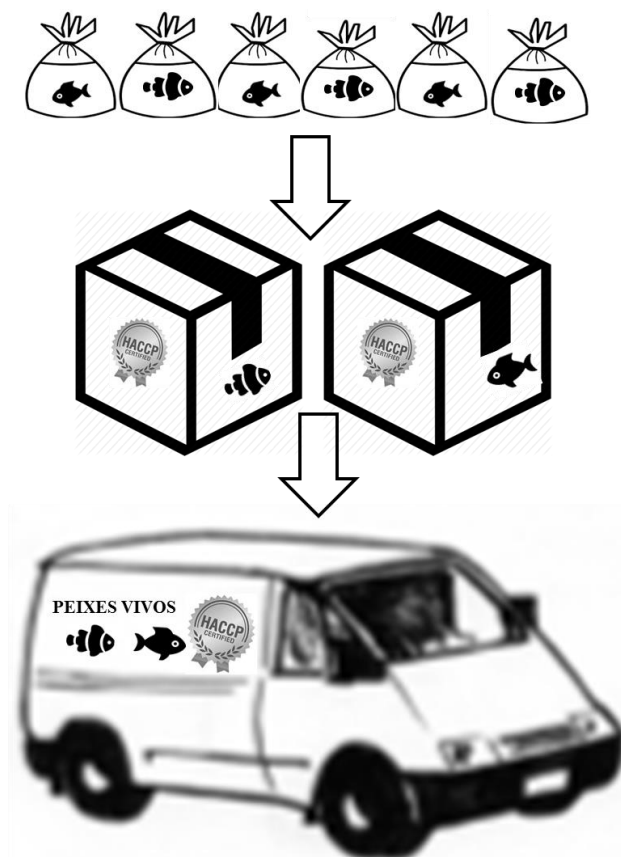 HACCP
CERTIFIED
HACCP
CERTIFIED
PEIXES VIVOS
HACCP
CERTIFIED